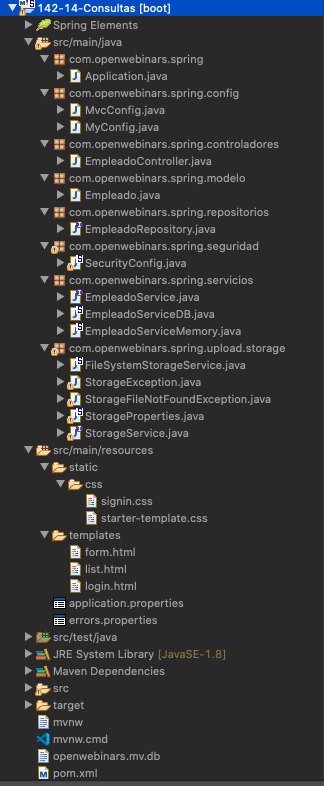 142-14-Consultas [boot]
Spring Elements
src/main/java
com.openwebinars.spring
Application.java
com.openwebinars.spring.config
MvcConfig.java
MyConfig.java
com.openwebinars.spring.controladores
EmpleadoController.java
com.openwebinars.spring.modelo
Empleado.java
com.openwebinars.spring.repositorios
EmpleadoRepository.java
com.openwebinars.spring.seguridad
SecurityConfig.java
com.openwebinars.spring.servicios
EmpleadoService.java
EmpleadoServiceDB.java
EmpleadoServiceMemory.java
com.openwebinars.spring.upload.storage
FileSystemStorageService.java
StorageException.java
StorageFileNotFoundException.java
StorageProperties.java
StorageService.java
src/main/resources
static
css
signin.css
starter-template.css
templates
form.html
list.html
login.html
application.properties
errors.properties
src/test/java
JRE System Library [JavaSE-1.8]
Maven Dependencies
src
target
mvnw
mvnw.cmd
openwebinars.mv.db
pom.xml